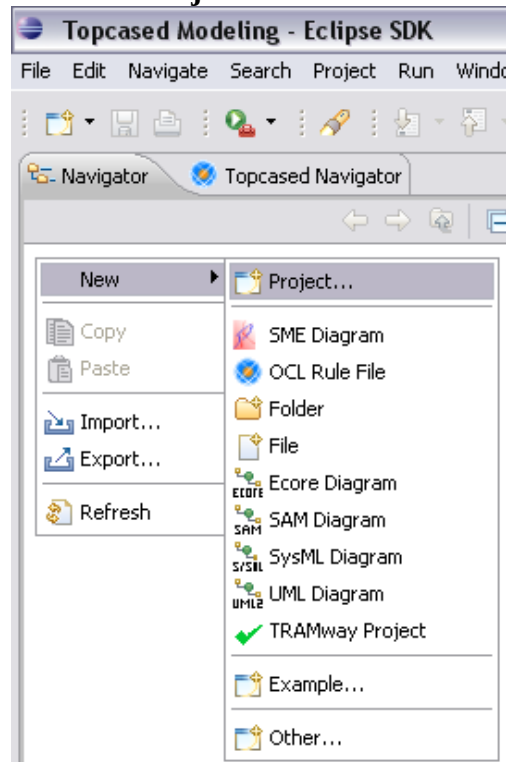 Topcased Modeling - Eclipse SDK
File Edit Navigate Search Project Run
Navigator Topcased Navigator
New Project...
Copy SME Diagram
Paste OCL Rule File
Folder
Import... File
Export... Ecore Diagram
Refresh SAM Diagram
SysML Diagram
UML Diagram
TRAMway Project
Example...
Other...